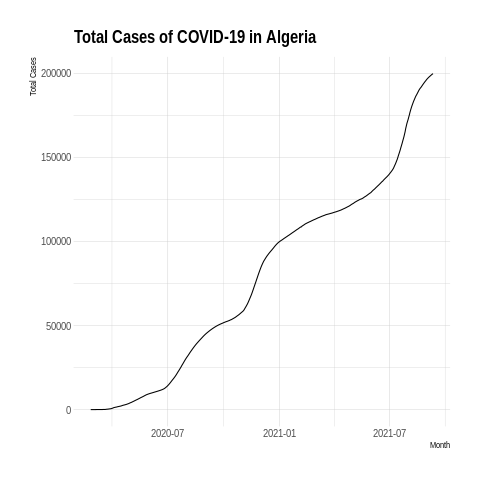 Total Cases of COVID-19 in Algeria
Total Cases
200000
150000
100000
50000
0
2020-07 2021-01 2021-07
Month